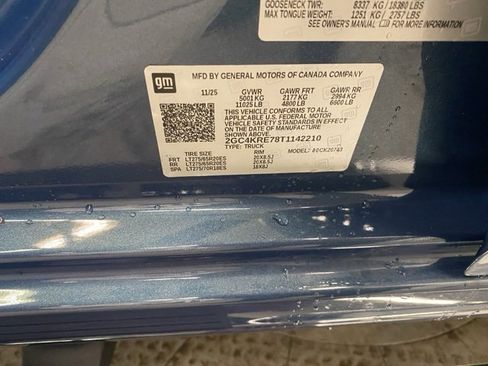 GOOSENECK TWR: 8337 KG / 18380 LBS
MAX TONGUE WEIGHT: 1251 KG / 2757 LBS
SEE OWNER'S MANUAL FOR MORE INFORMATION
gm
MFD BY GENERAL MOTORS OF CANADA COMPANY
11/25 GVWR GAWR FRT GAWR RR
5001 KG 2177 KG 2994 KG
11025 LB 4800 LB 6600 LB
THIS VEHICLE CONFORMS TO ALL
APPLICABLE U.S. FEDERAL MOTOR
VEHICLE SAFETY STANDARDS IN
EFFECT ON THE DATE OF MANUFACTURE
SHOWN ABOVE.
2GC4KRE78T1142210
TYPE: TRUCK MODEL:
TIRE SIZE RIM
FRT LT275/65R20ES 20X8.5J
RR LT275/65R20ES 20X8.5J
SPA LT275/70R18ES 18X8J